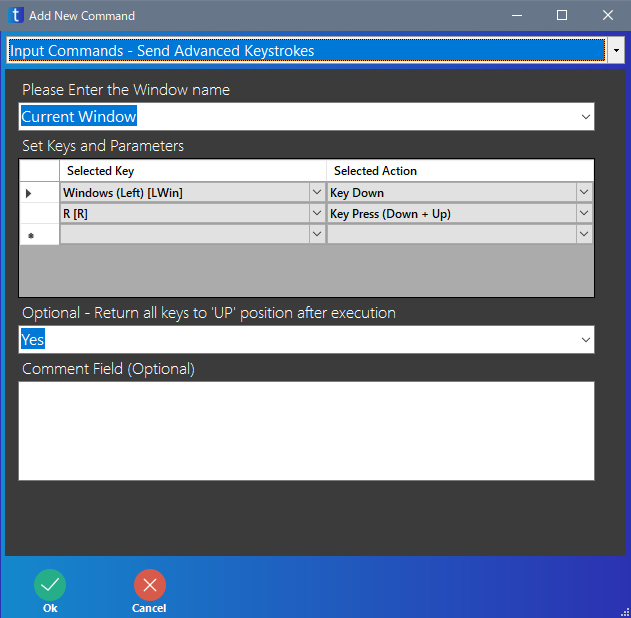 t Add New Command
Input Commands - Send Advanced Keystrokes
Please Enter the Window name
Current Window
Set Keys and Parameters
Selected Key Selected Action
Windows (Left) [LWin] Key Down
R [R] Key Press (Down + Up)
*
Optional - Return all keys to 'UP' position after execution
Yes
Comment Field (Optional)
Ok Cancel